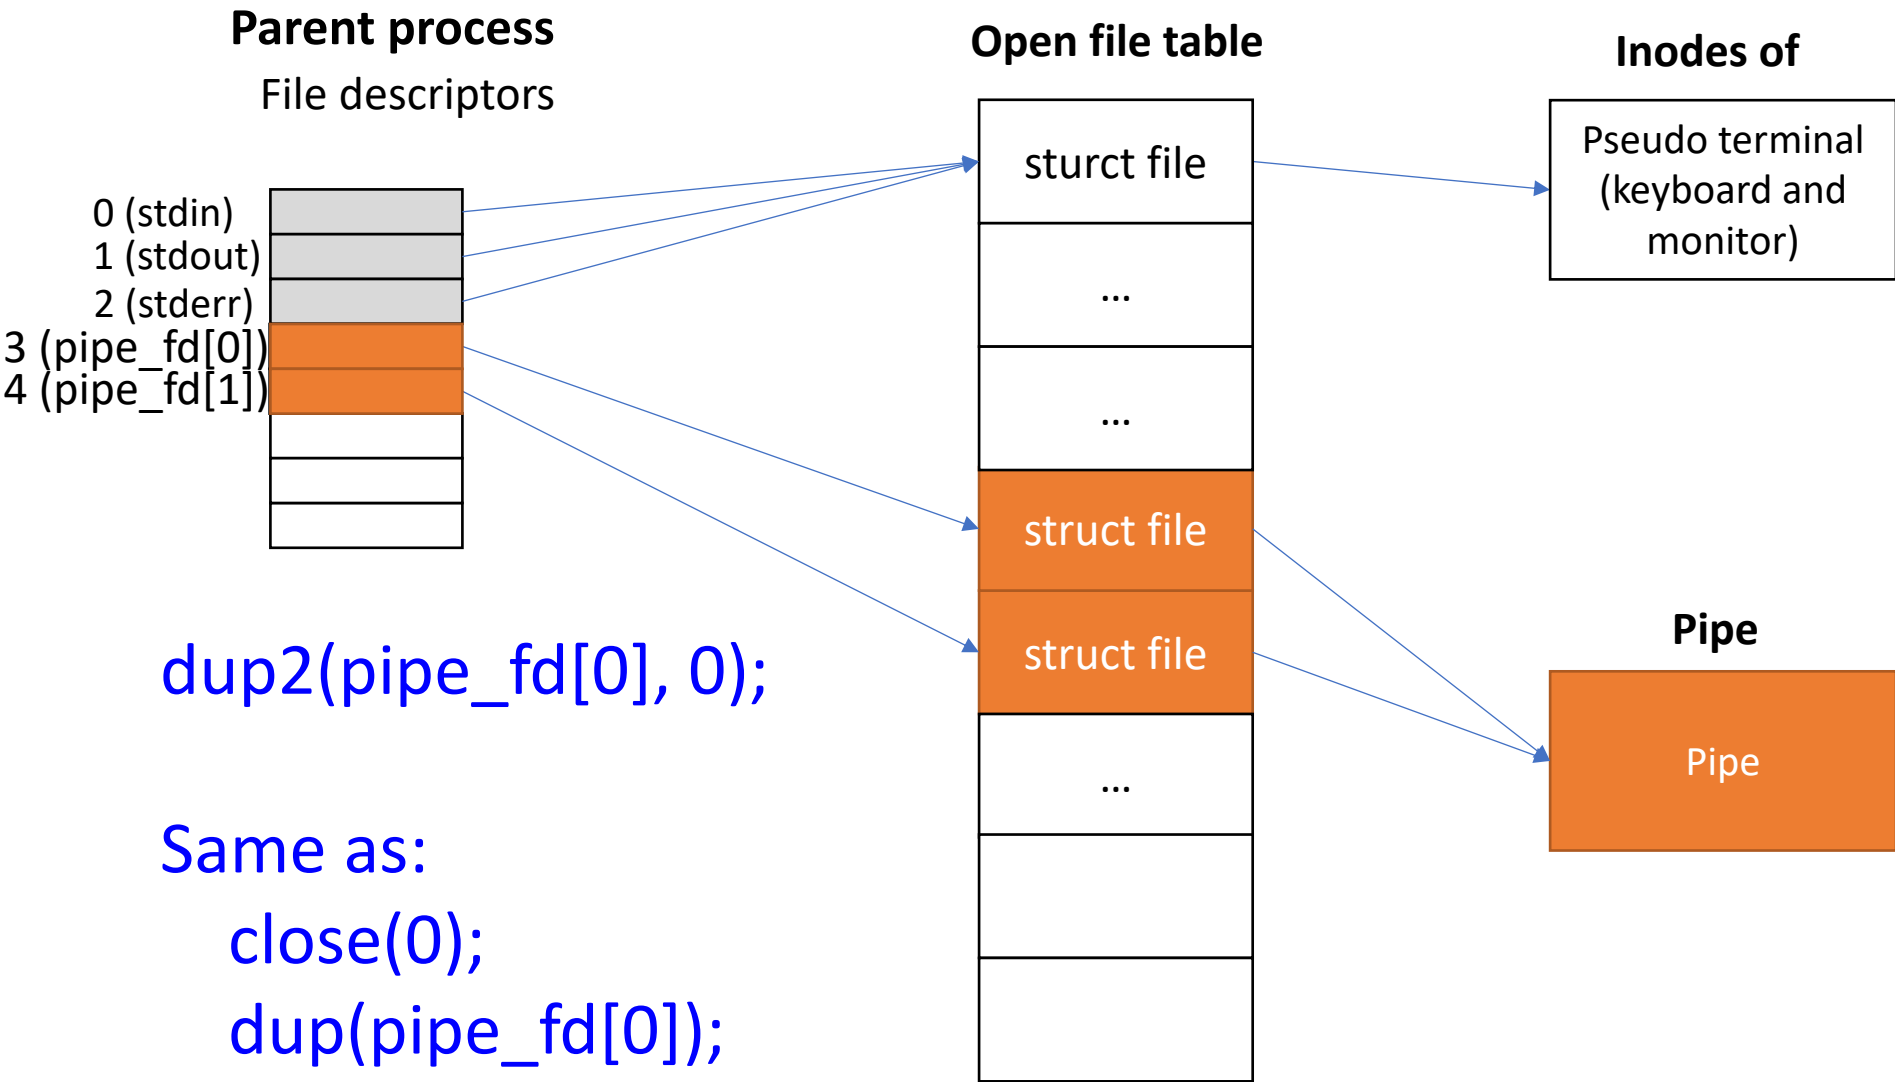 Parent process
File descriptors
0 (stdin)
1 (stdout)
2 (stderr)
3 (pipe_fd[0])
4 (pipe_fd[1])
dup2(pipe_fd[0], 0);
Same as:
close(0);
dup(pipe_fd[0]);
Open file table
sturct file
...
...
struct file
struct file
...
Inodes of
Pseudo terminal
(keyboard and
monitor)
Pipe
Pipe